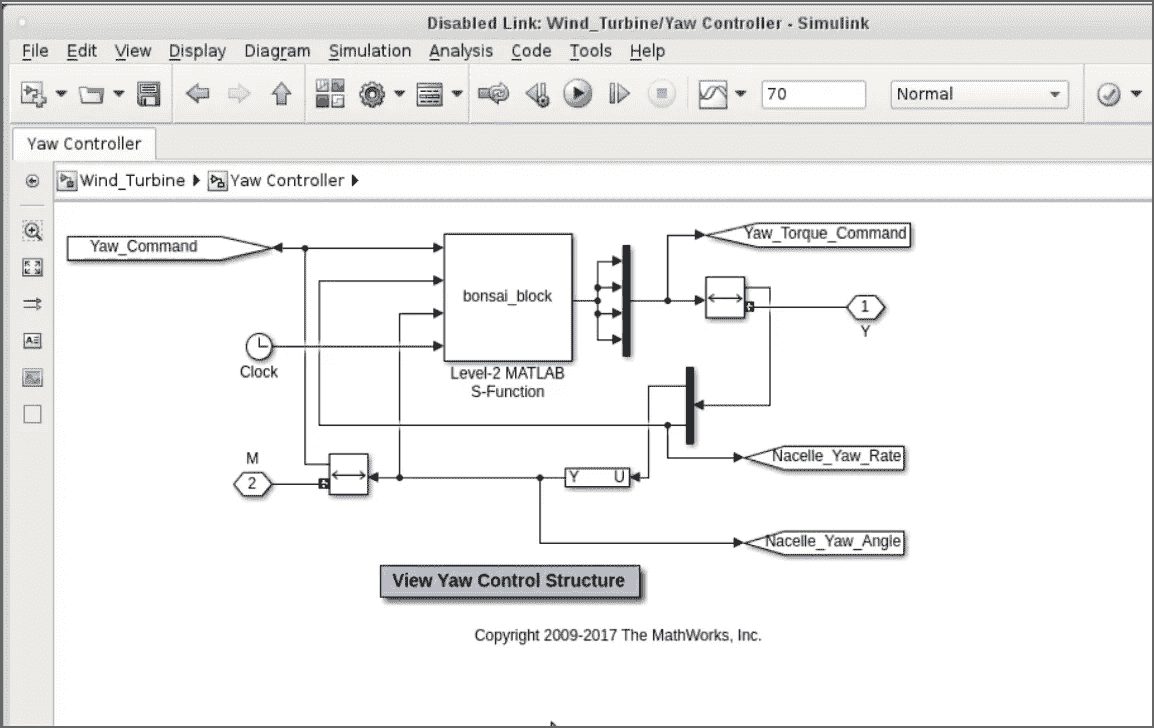 Disabled Link: Wind_Turbine/Yaw Controller - Simulink
File Edit View Display Diagram Simulation Analysis Code Tools Help
70 Normal
Yaw Controller
Wind_Turbine Yaw Controller
Yaw_Command
Yaw_Torque_Command
bonsai_block
1
Y
Clock
Level-2 MATLAB
S-Function
Nacelle_Yaw_Rate
M
2
Y U
Nacelle_Yaw_Angle
View Yaw Control Structure
Copyright 2009-2017 The MathWorks, Inc.